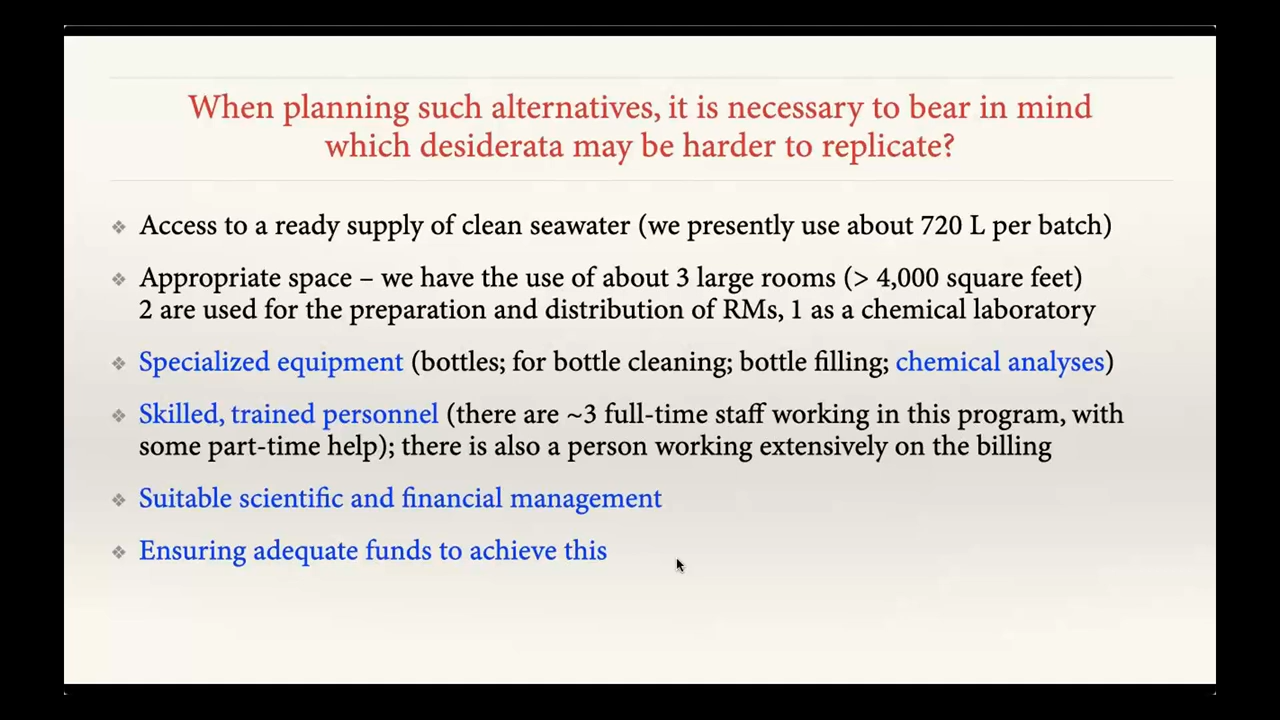 When planning such alternatives, it is necessary to bear in mind
which desiderata may be harder to replicate?
❖ Access to a ready supply of clean seawater (we presently use about 720 L per batch)
❖ Appropriate space – we have the use of about 3 large rooms (> 4,000 square feet)
2 are used for the preparation and distribution of RMs, 1 as a chemical laboratory
❖ Specialized equipment (bottles; for bottle cleaning; bottle filling; chemical analyses)
❖ Skilled, trained personnel (there are ~3 full-time staff working in this program, with
some part-time help); there is also a person working extensively on the billing
❖ Suitable scientific and financial management
❖ Ensuring adequate funds to achieve this